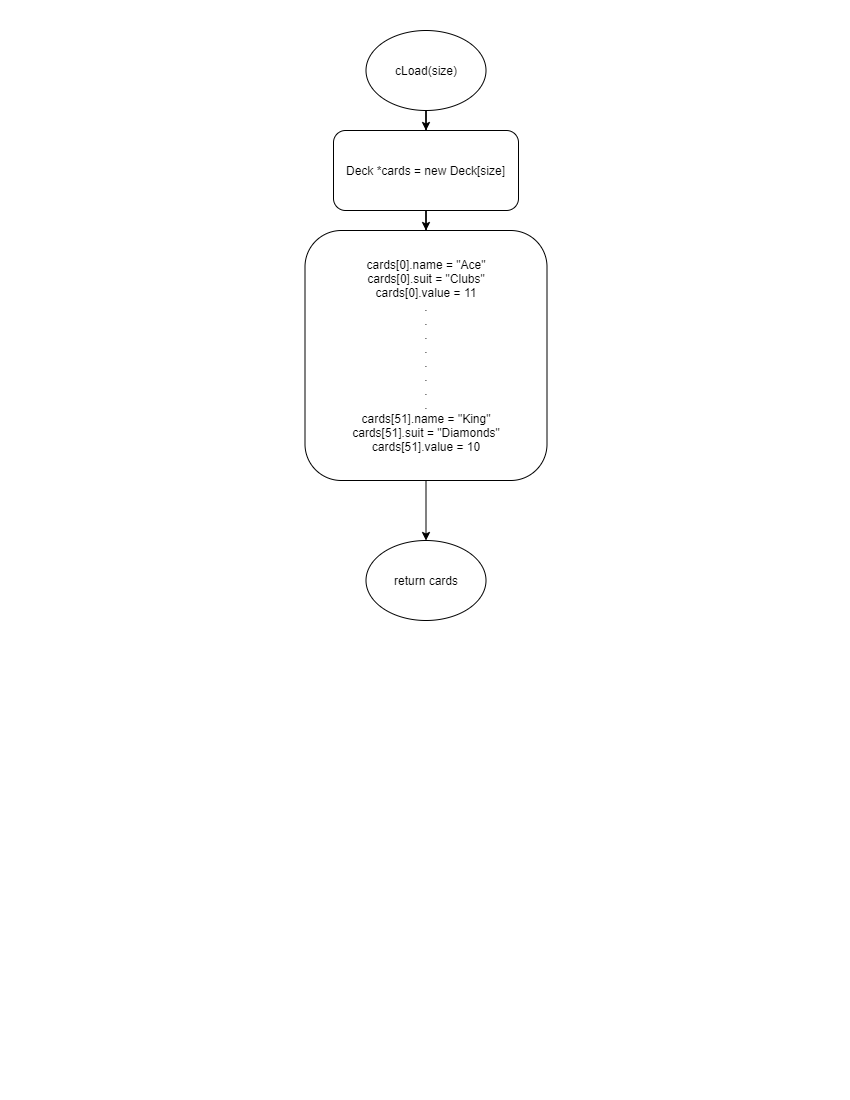 cLoad(size)
Deck *cards = new Deck[size]
cards[0].name = "Ace"
cards[0].suit = "Clubs"
cards[0].value = 11
.
.
.
.
.
.
.
.
cards[51].name = "King"
cards[51].suit = "Diamonds"
cards[51].value = 10
return cards